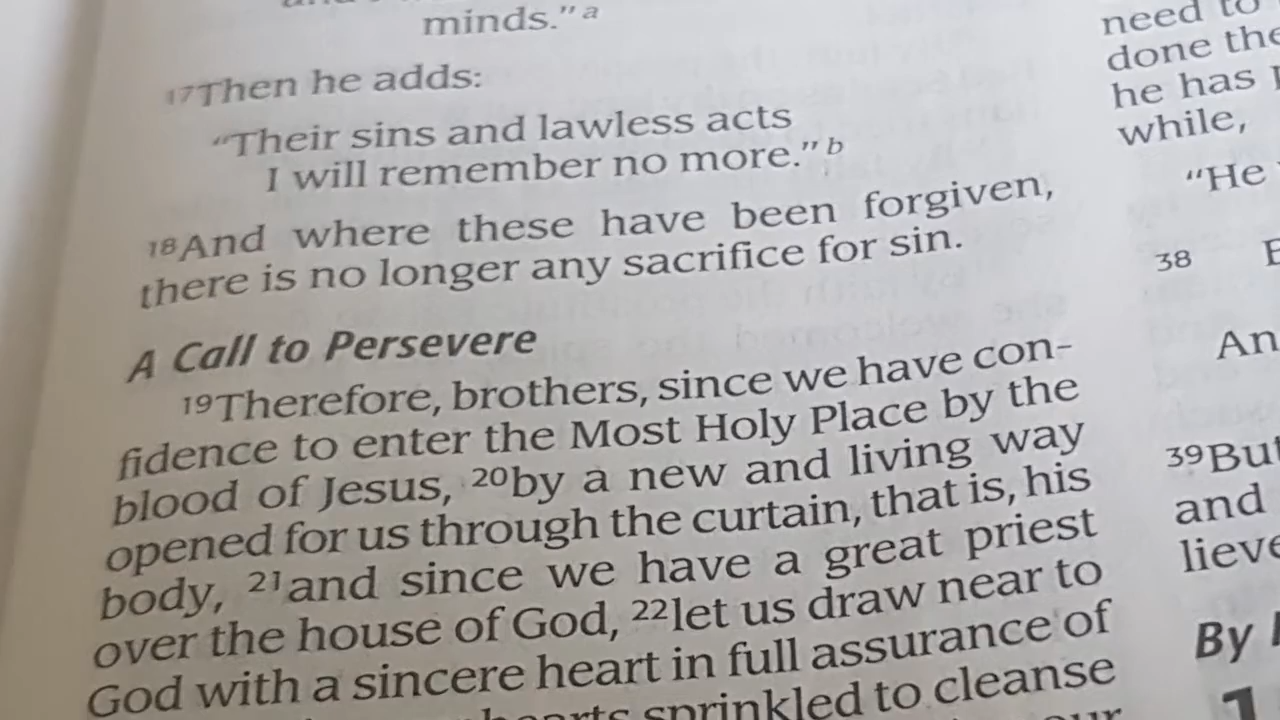 minds."a
17Then he adds:
"Their sins and lawless acts
I will remember no more."b
18And where these have been forgiven,
there is no longer any sacrifice for sin.
A Call to Persevere
19Therefore, brothers, since we have con-
fidence to enter the Most Holy Place by the
blood of Jesus, 20by a new and living way
opened for us through the curtain, that is, his
body, 21and since we have a great priest
over the house of God, 22let us draw near to
God with a sincere heart in full assurance of
hearts sprinkled to cleanse
need to
done the
he has
while,
"He
38
An
39But
and
lieve
By